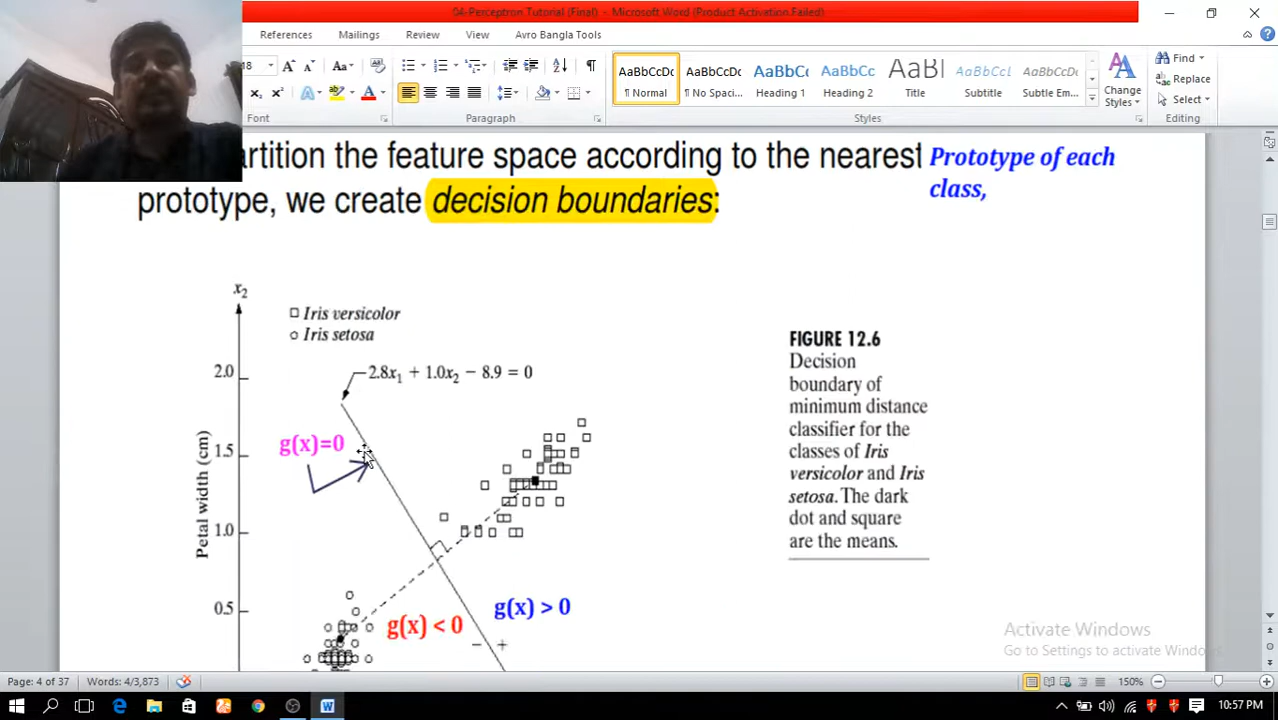 04-Perceptron Tutorial (Final) - Microsoft Word (Product Activation Failed)
References Mailings Review View Avro Bangla Tools
18 Aa
AaBbCcDc AaBbCcDc AaBbCc AaBbCc AaBl AaBbCcl AaBbCcDc
¶ Normal ¶ No Spaci... Heading 1 Heading 2 Title Subtitle Subtle Em...
Change Styles
Find
Replace
Select
Font Paragraph Styles Editing
artition the feature space according to the nearest
prototype, we create decision boundaries:
Prototype of each
class,
x2
□ Iris versicolor
○ Iris setosa
2.8x1 + 1.0x2 − 8.9 = 0
2.0
g(x)=0
1.5
Petal width (cm)
1.0
0.5
g(x) > 0
g(x) < 0
− +
FIGURE 12.6
Decision
boundary of
minimum distance
classifier for the
classes of Iris
versicolor and Iris
setosa. The dark
dot and square
are the means.
Activate Windows
Go to Settings to activate Windows.
Page: 4 of 37 Words: 4/3,873 150%
10:57 PM